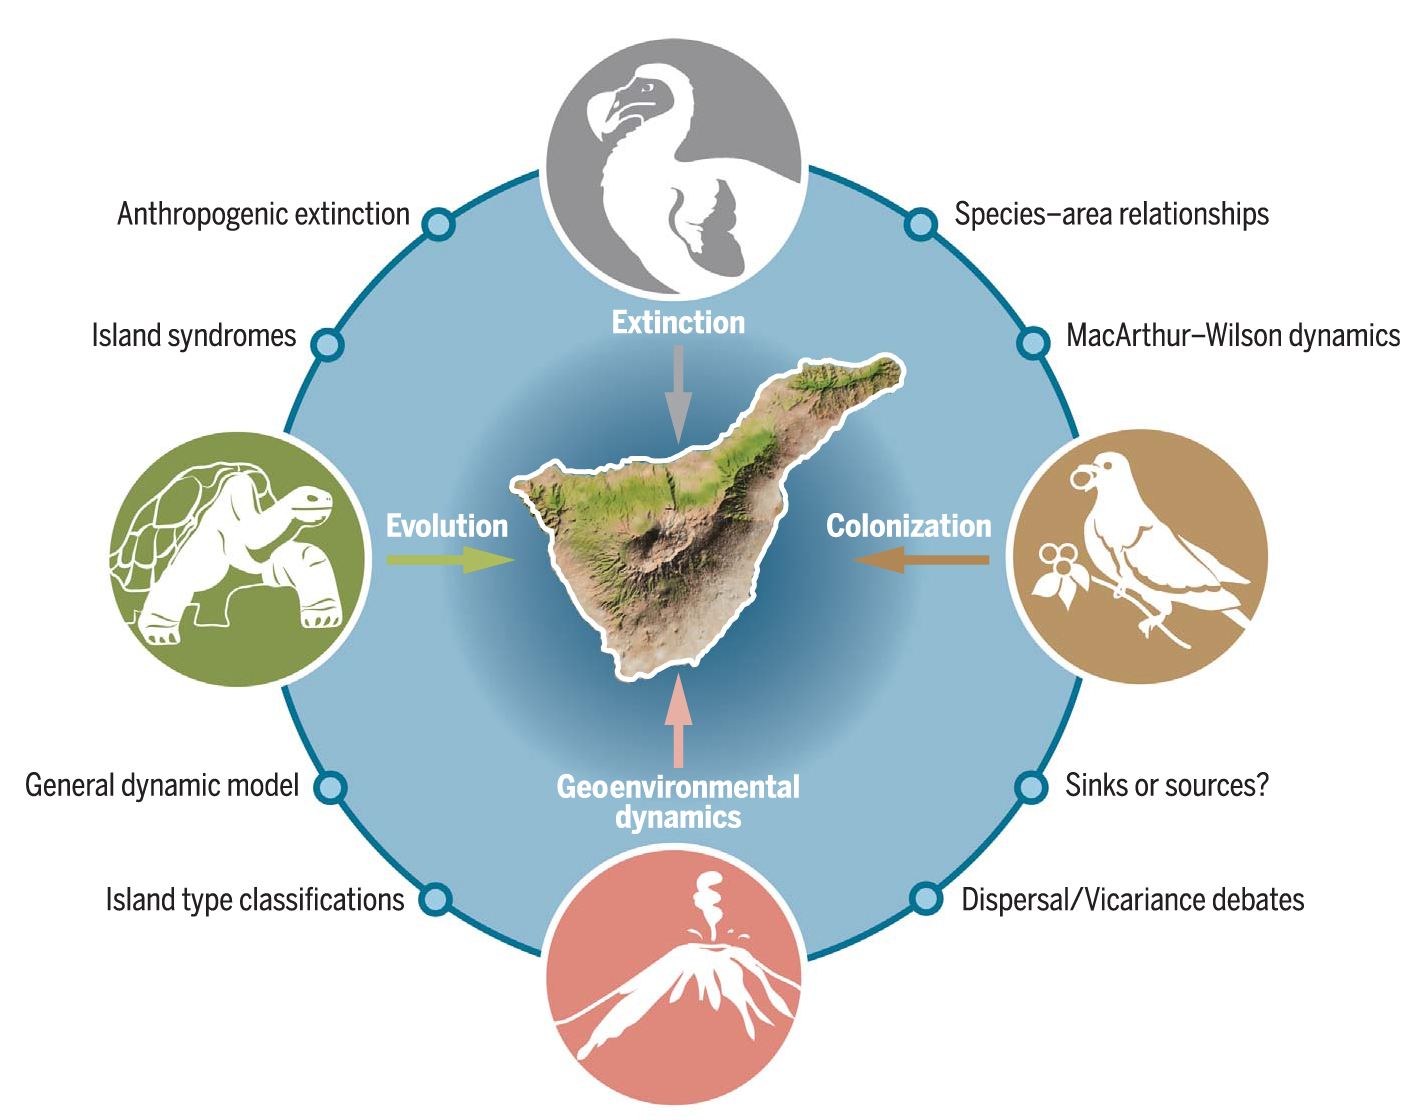 Anthropogenic extinction
Species–area relationships
Extinction
Island syndromes
MacArthur–Wilson dynamics
Evolution
Colonization
General dynamic model
Geoenvironmental
dynamics
Sinks or sources?
Island type classifications
Dispersal/Vicariance debates